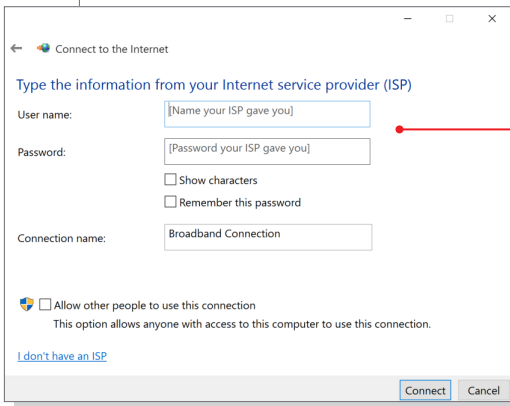 Connect to the Internet
Type the information from your Internet service provider (ISP)
User name:
[Name your ISP gave you]
Password:
[Password your ISP gave you]
Show characters
Remember this password
Connection name:
Broadband Connection
Allow other people to use this connection
This option allows anyone with access to this computer to use this connection.
I don't have an ISP
Connect Cancel